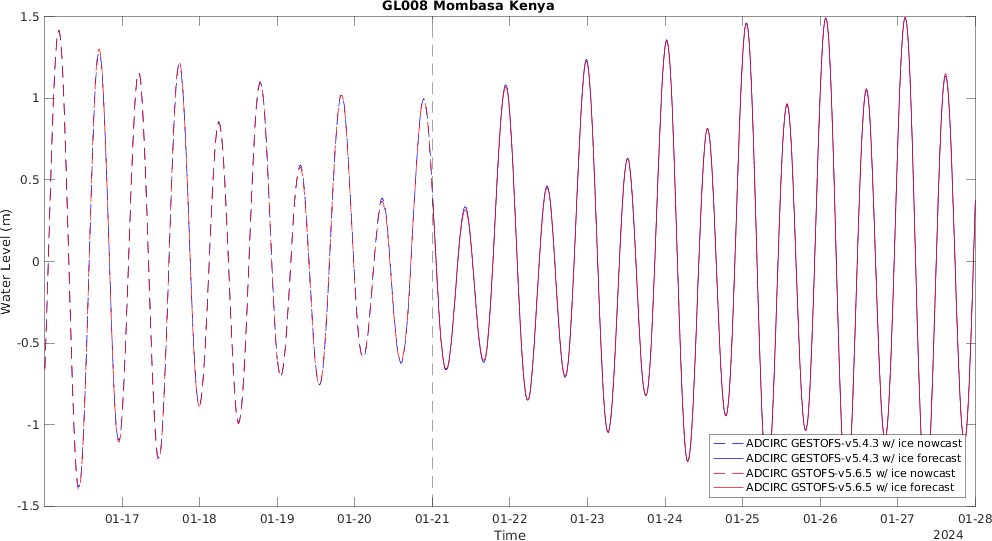 GL008 Mombasa Kenya
1.5
1
0.5
0
-0.5
-1
-1.5
Water Level (m)
01-17 01-18 01-19 01-20 01-21 01-22 01-23 01-24 01-25 01-26 01-27 01-28
Time
2024
ADCIRC GESTOFS-v5.4.3 w/ ice nowcast
ADCIRC GESTOFS-v5.4.3 w/ ice forecast
ADCIRC GSTOFS-v5.6.5 w/ ice nowcast
ADCIRC GSTOFS-v5.6.5 w/ ice forecast